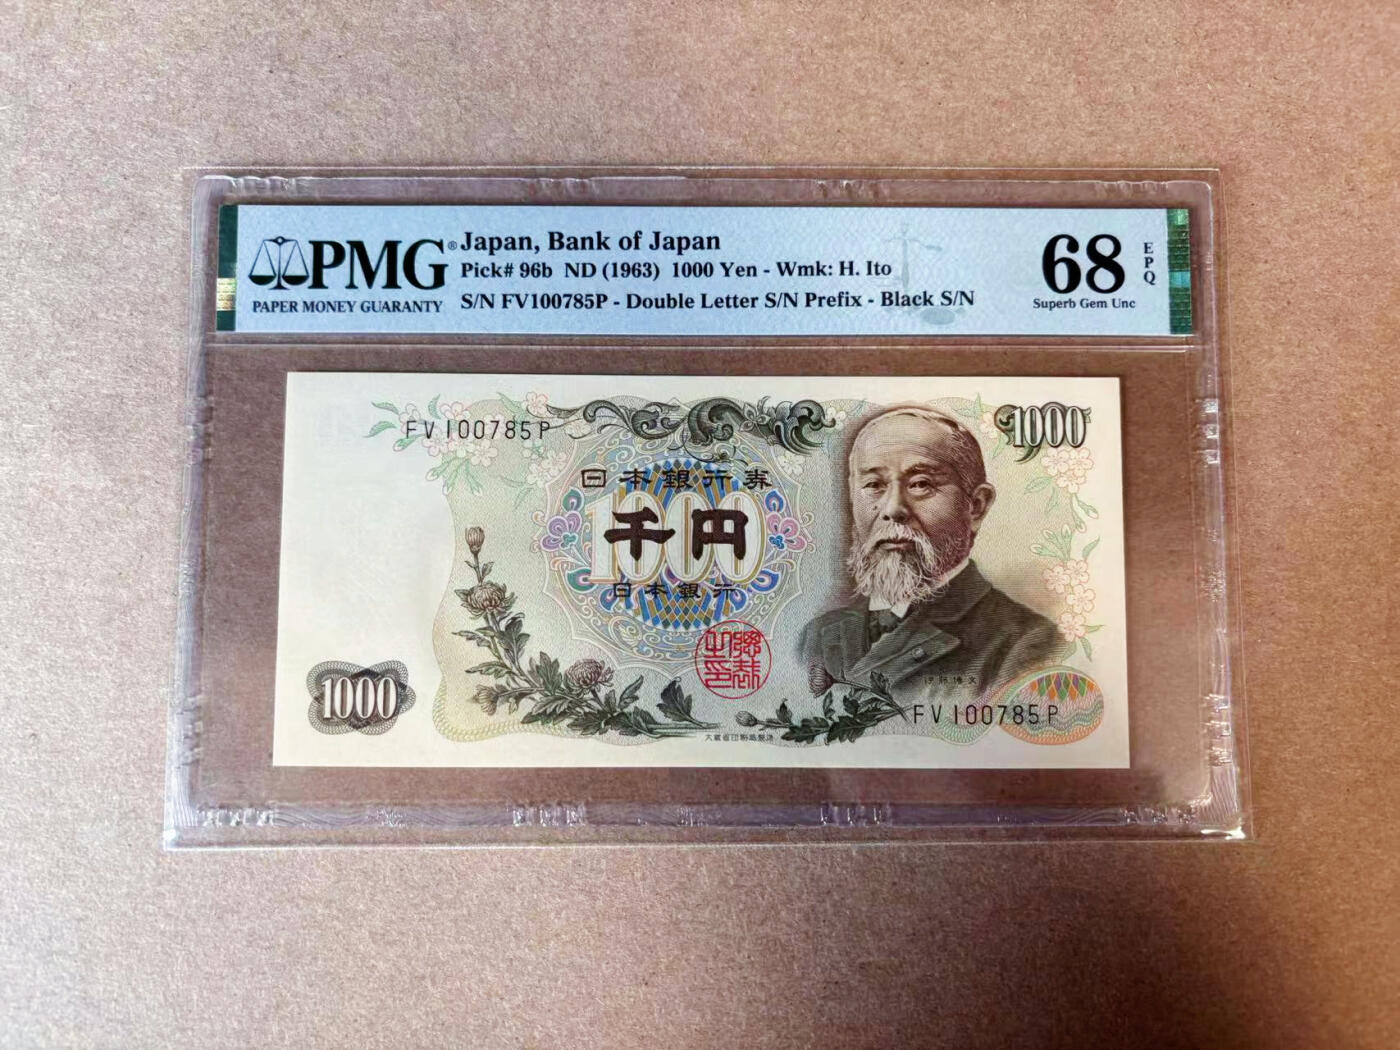 PMG®
PAPER MONEY GUARANTY
Japan, Bank of Japan
Pick# 96b ND (1963) 1000 Yen - Wmk: H. Ito
S/N FV100785P - Double Letter S/N Prefix - Black S/N
68
EPQ
Superb Gem Unc
FV100785P
1000
日本銀行券
1000
千円
日本銀行
伊藤博文
1000
FV100785P
大蔵省印刷局製造